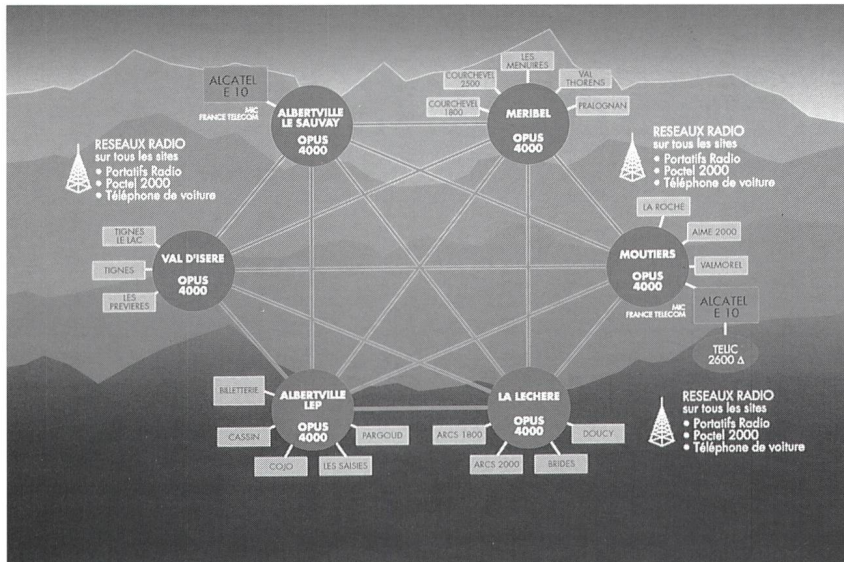 ALCATEL
E 10
MIC
FRANCE TELECOM
ALBERTVILLE
LE SAUVAY
OPUS
4000
COURCHEVEL
2500
LES
MENUIRES
VAL
THORENS
COURCHEVEL
1800
PRALOGNAN
MERIBEL
OPUS
4000
RESEAUX RADIO
sur tous les sites
• Portatifs Radio
• Poctel 2000
• Téléphone de voiture
RESEAUX RADIO
sur tous les sites
• Portatifs Radio
• Poctel 2000
• Téléphone de voiture
TIGNES
LE LAC
TIGNES
LES
PREVIERES
VAL D'ISERE
OPUS
4000
LA ROCHE
AIME 2000
VALMOREL
MOUTIERS
OPUS
4000
MIC
FRANCE TELECOM
ALCATEL
E 10
TELIC
2600 Δ
BILLETTERIE
CASSIN
COJO
LES SAISIES
PARGOUD
ALBERTVILLE
LEP
OPUS
4000
LA LECHERE
OPUS
4000
ARCS 1800
ARCS 2000
BRIDES
DOUCY
RESEAUX RADIO
sur tous les sites
• Portatifs Radio
• Poctel 2000
• Téléphone de voiture